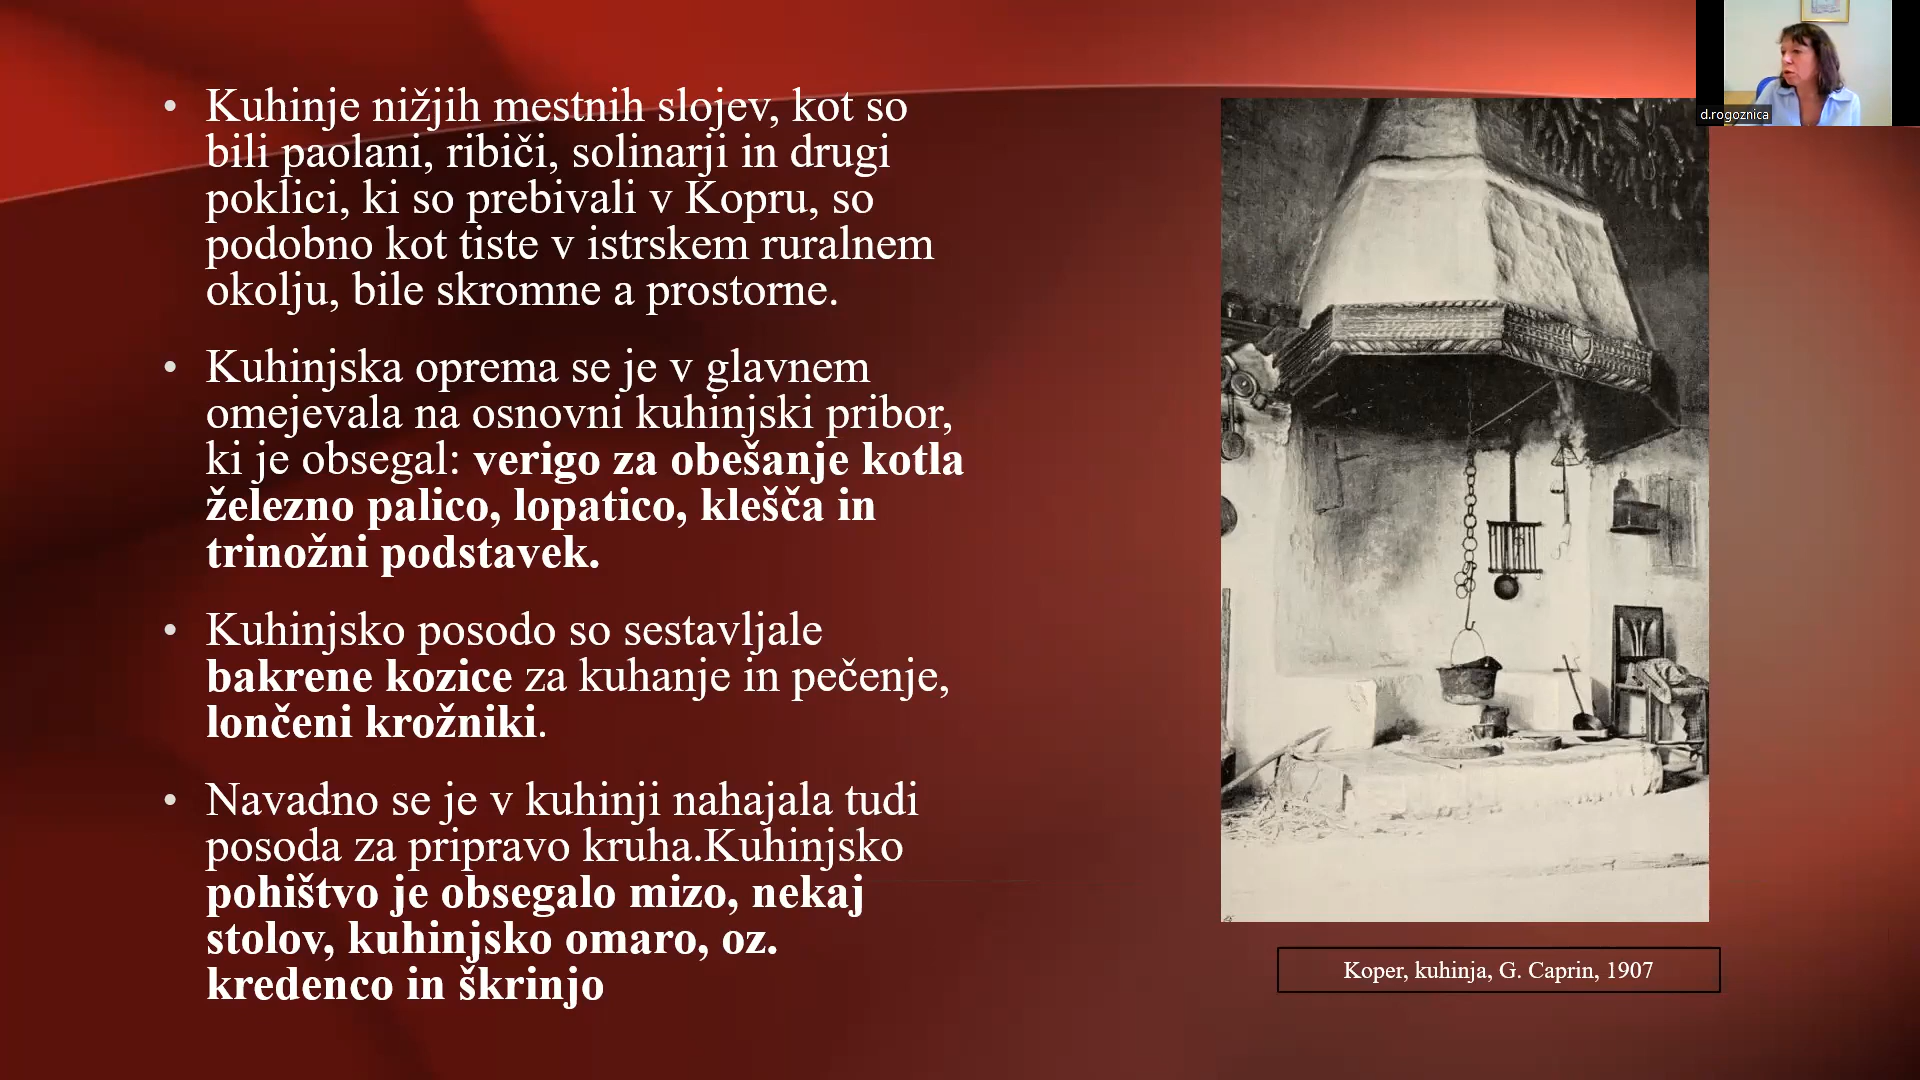 Kuhinje nižjih mestnih slojev, kot so
bili paolani, ribiči, solinarji in drugi
poklici, ki so prebivali v Kopru, so
podobno kot tiste v istrskem ruralnem
okolju, bile skromne a prostorne.
Kuhinjska oprema se je v glavnem
omejevala na osnovni kuhinjski pribor,
ki je obsegal: verigo za obešanje kotla
železno palico, lopatico, klešča in
trinožni podstavek.
Kuhinjsko posodo so sestavljale
bakrene kozice za kuhanje in pečenje,
lončeni krožniki.
Navadno se je v kuhinji nahajala tudi
posoda za pripravo kruha.Kuhinjsko
pohištvo je obsegalo mizo, nekaj
stolov, kuhinjsko omaro, oz.
kredenco in škrinjo
d.rogoznica
Koper, kuhinja, G. Caprin, 1907